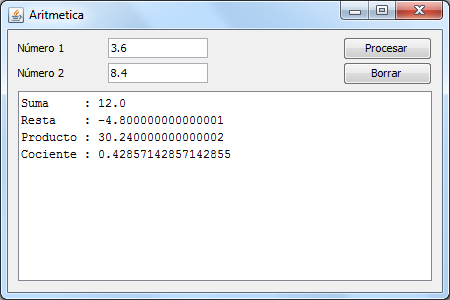 Aritmetica
Número 1 3.6 Procesar
Número 2 8.4 Borrar
Suma     : 12.0
Resta    : -4.800000000000001
Producto : 30.240000000000002
Cociente : 0.42857142857142855